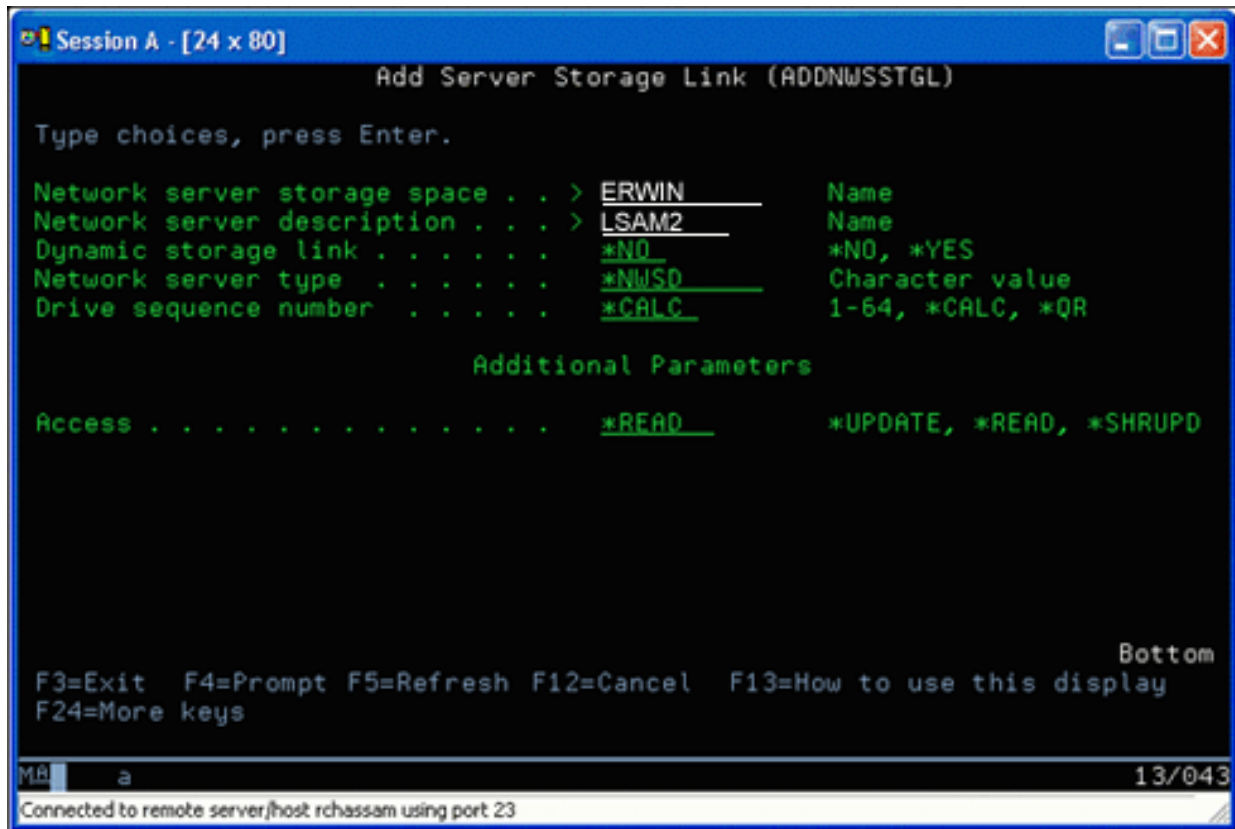 Session A - [24 x 80]
Add Server Storage Link (ADDNWSSTGL)
Type choices, press Enter.
Network server storage space . . > ERWIN Name
Network server description . . . > LSAM2 Name
Dynamic storage link . . . . . . *NO *NO, *YES
Network server type . . . . . . *NWSD Character value
Drive sequence number . . . . . *CALC 1-64, *CALC, *QR
Additional Parameters
Access . . . . . . . . . . . . . . *READ *UPDATE, *READ, *SHRUPD
Bottom
F3=Exit F4=Prompt F5=Refresh F12=Cancel F13=How to use this display
F24=More keys
MA a 13/043
Connected to remote server/host rchassam using port 23